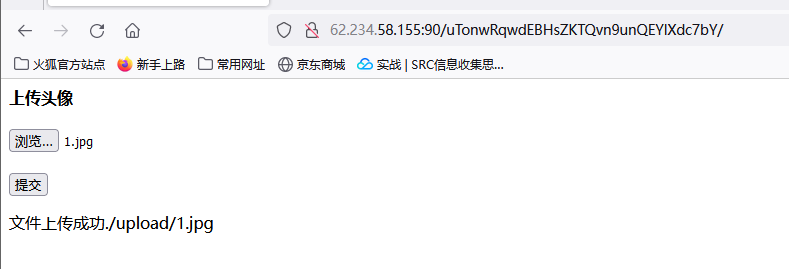 62.234.58.155:90/uTonwRqwdEBHsZKTQvn9unQEYIXdc7bY/
火狐官方站点 新手上路 常用网址 京东商城 实战 | SRC信息收集思...
上传头像
浏览... 1.jpg
提交
文件上传成功./upload/1.jpg